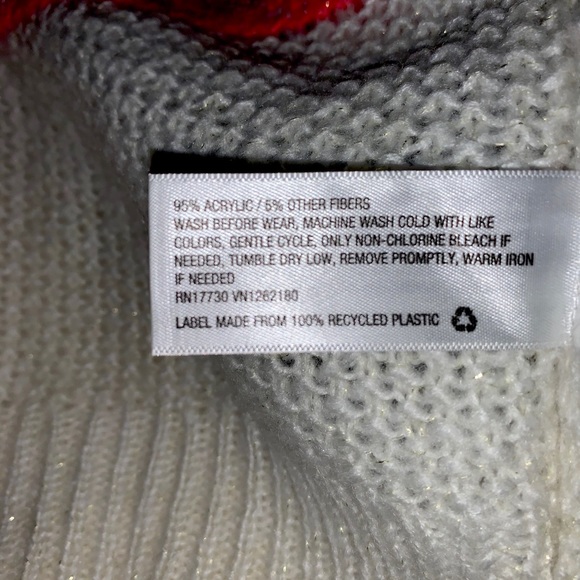 95% ACRYLIC / 5% OTHER FIBERS
WASH BEFORE WEAR, MACHINE WASH COLD WITH LIKE
COLORS, GENTLE CYCLE, ONLY NON-CHLORINE BLEACH IF
NEEDED, TUMBLE DRY LOW, REMOVE PROMPTLY, WARM IRON
IF NEEDED
RN17730 VN1262180
LABEL MADE FROM 100% RECYCLED PLASTIC